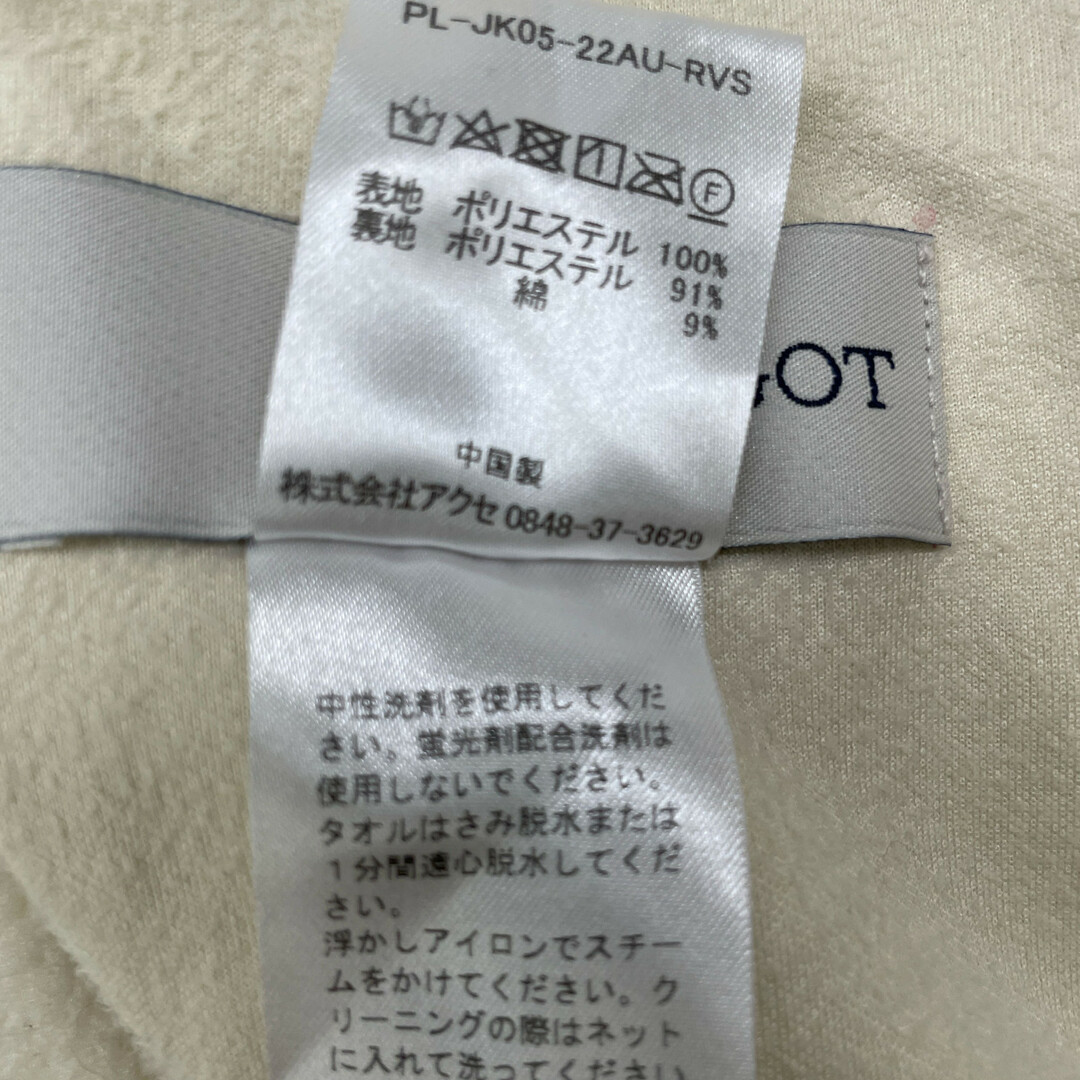 PL-JK05-22AU-RVS
F
表地 ポリエステル 100%
裏地 ポリエステル 91%
綿 9%
中国製
株式会社アクセ 0848-37-3629
GOT
中性洗剤を使用してくだ
さい。蛍光剤配合洗剤は
使用しないでください。
タオルはさみ脱水または
1分間遠心脱水してくだ
さい。
浮かしアイロンでスチー
ムをかけてください。ク
リーニングの際はネット
に入れて洗ってください